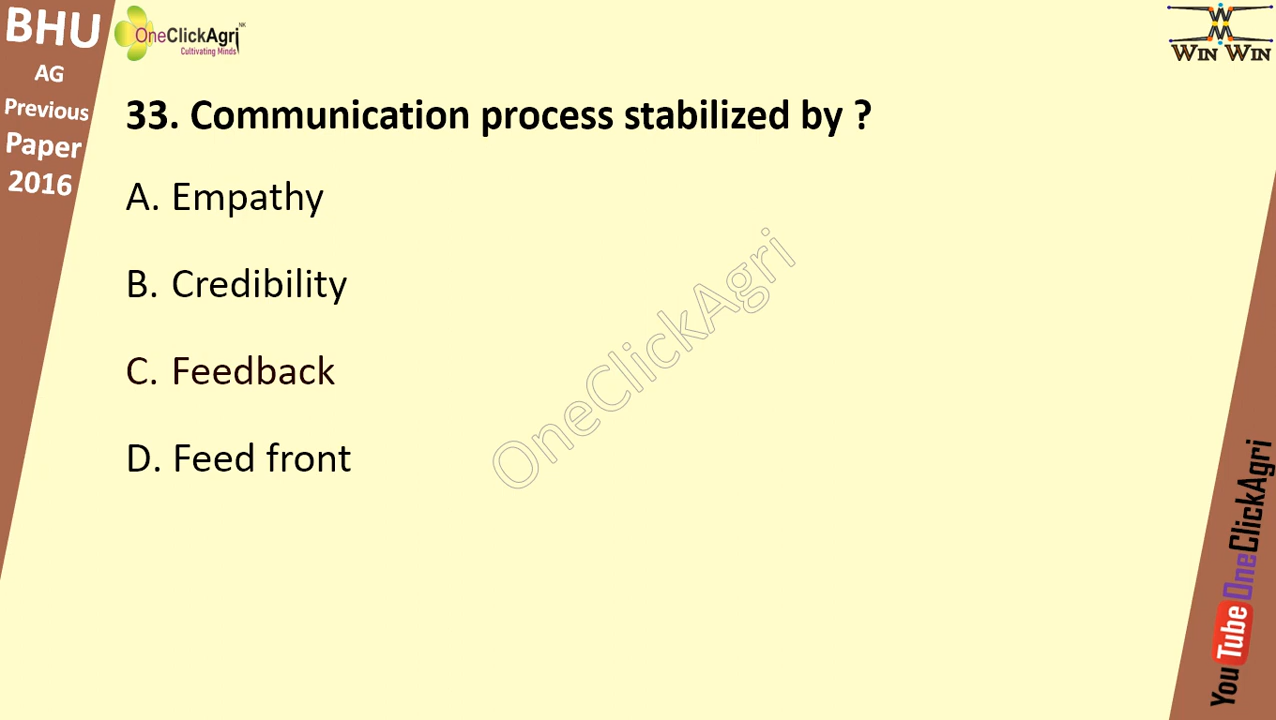 BHU
AG
Previous
Paper
2016
OneClickAgri NK
Cultivating Minds
WIN WIN
33. Communication process stabilized by ?
A. Empathy
B. Credibility
C. Feedback
D. Feed front
OneClickAgri
YouTube OneClickAgri